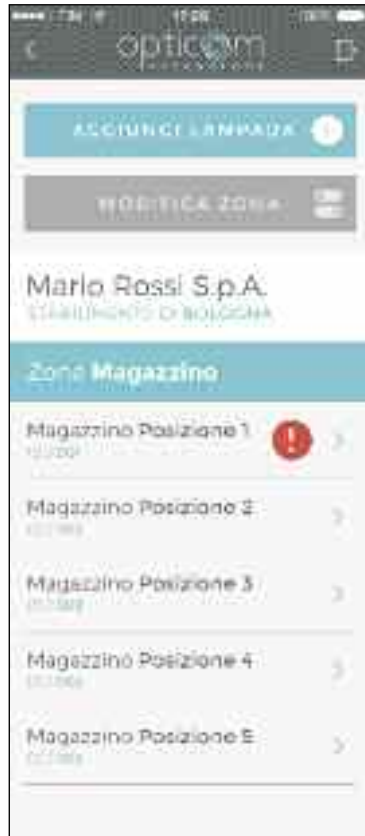 opticom
AGGIUNGI LAMPADA
MODIFICA ZONA
Mario Rossi S.p.A.
STABILIMENTO DI BOLOGNA
Zona Magazzino
Magazzino Posizione 1
Magazzino Posizione 2
Magazzino Posizione 3
Magazzino Posizione 4
Magazzino Posizione 5